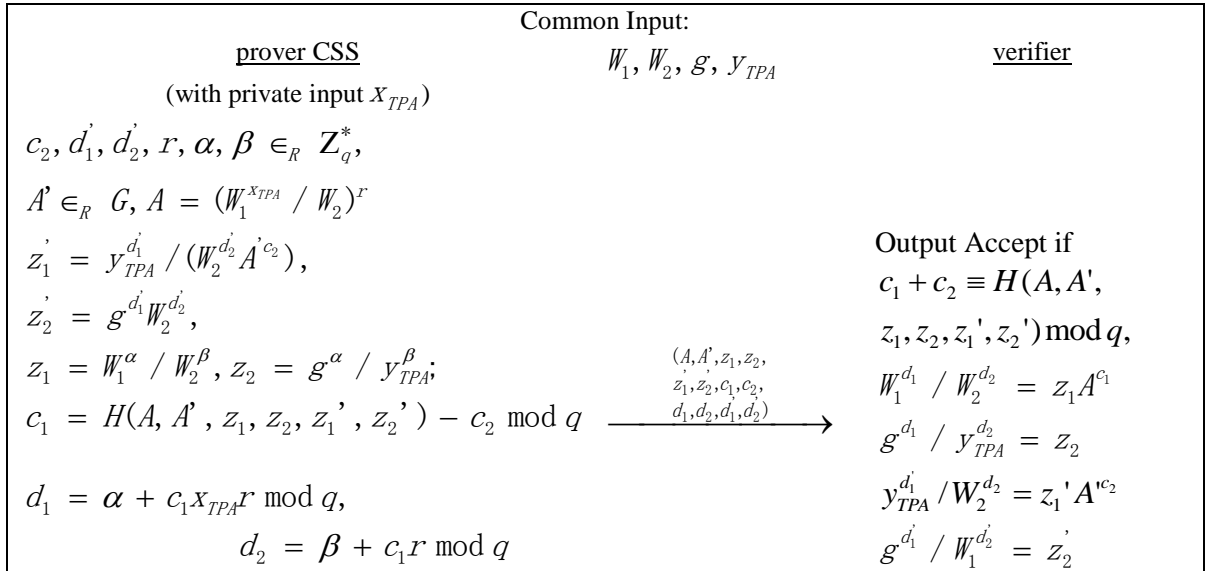 Common Input:
prover CSS
(with private input x_{TPA})
W_1, W_2, g, y_{TPA}
verifier
c_2, d_1', d_2', r, α, β ∈_R Z_q^*,
A' ∈_R G, A = (W_1^{x_{TPA}} / W_2)^r
z_1' = y_{TPA}^{d_1'} / (W_2^{d_2'} A'^{c_2}),
z_2' = g^{d_1'} W_2^{d_2'},
z_1 = W_1^α / W_2^β, z_2 = g^α / y_{TPA}^β;
c_1 = H(A, A', z_1, z_2, z_1', z_2') − c_2 mod q
d_1 = α + c_1 x_{TPA} r mod q,
d_2 = β + c_1 r mod q
(A, A', z_1, z_2,
z_1', z_2', c_1, c_2,
d_1, d_2, d_1', d_2')
Output Accept if
c_1 + c_2 ≡ H(A, A',
z_1, z_2, z_1', z_2') mod q,
W_1^{d_1} / W_2^{d_2} = z_1 A^{c_1}
g^{d_1} / y_{TPA}^{d_2} = z_2
y_{TPA}^{d_1'} / W_2^{d_2} = z_1' A'^{c_2}
g^{d_1'} / W_1^{d_2'} = z_2'